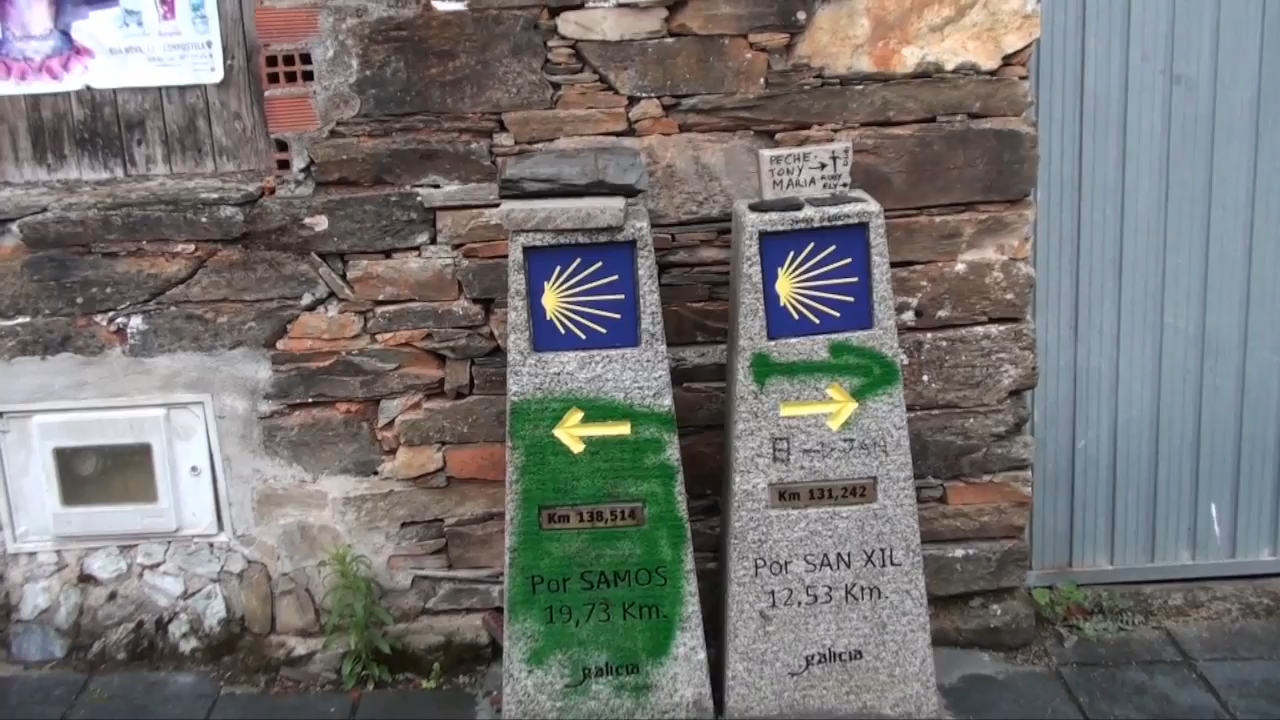 COMPOSTELA
PECHE
TONY
MARIA
Km 138,514
Por SAMOS
19,73 Km.
galicia
Km 131,242
Por SAN XIL
12,53 Km.
galicia